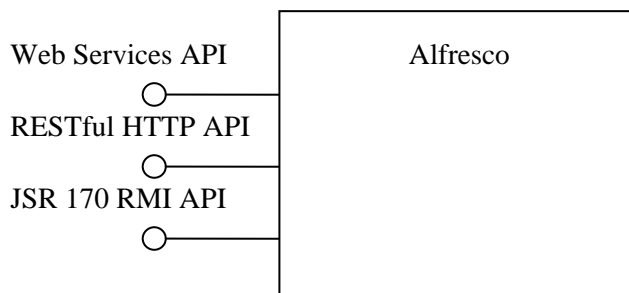 Web Services API
Alfresco
RESTful HTTP API
JSR 170 RMI API